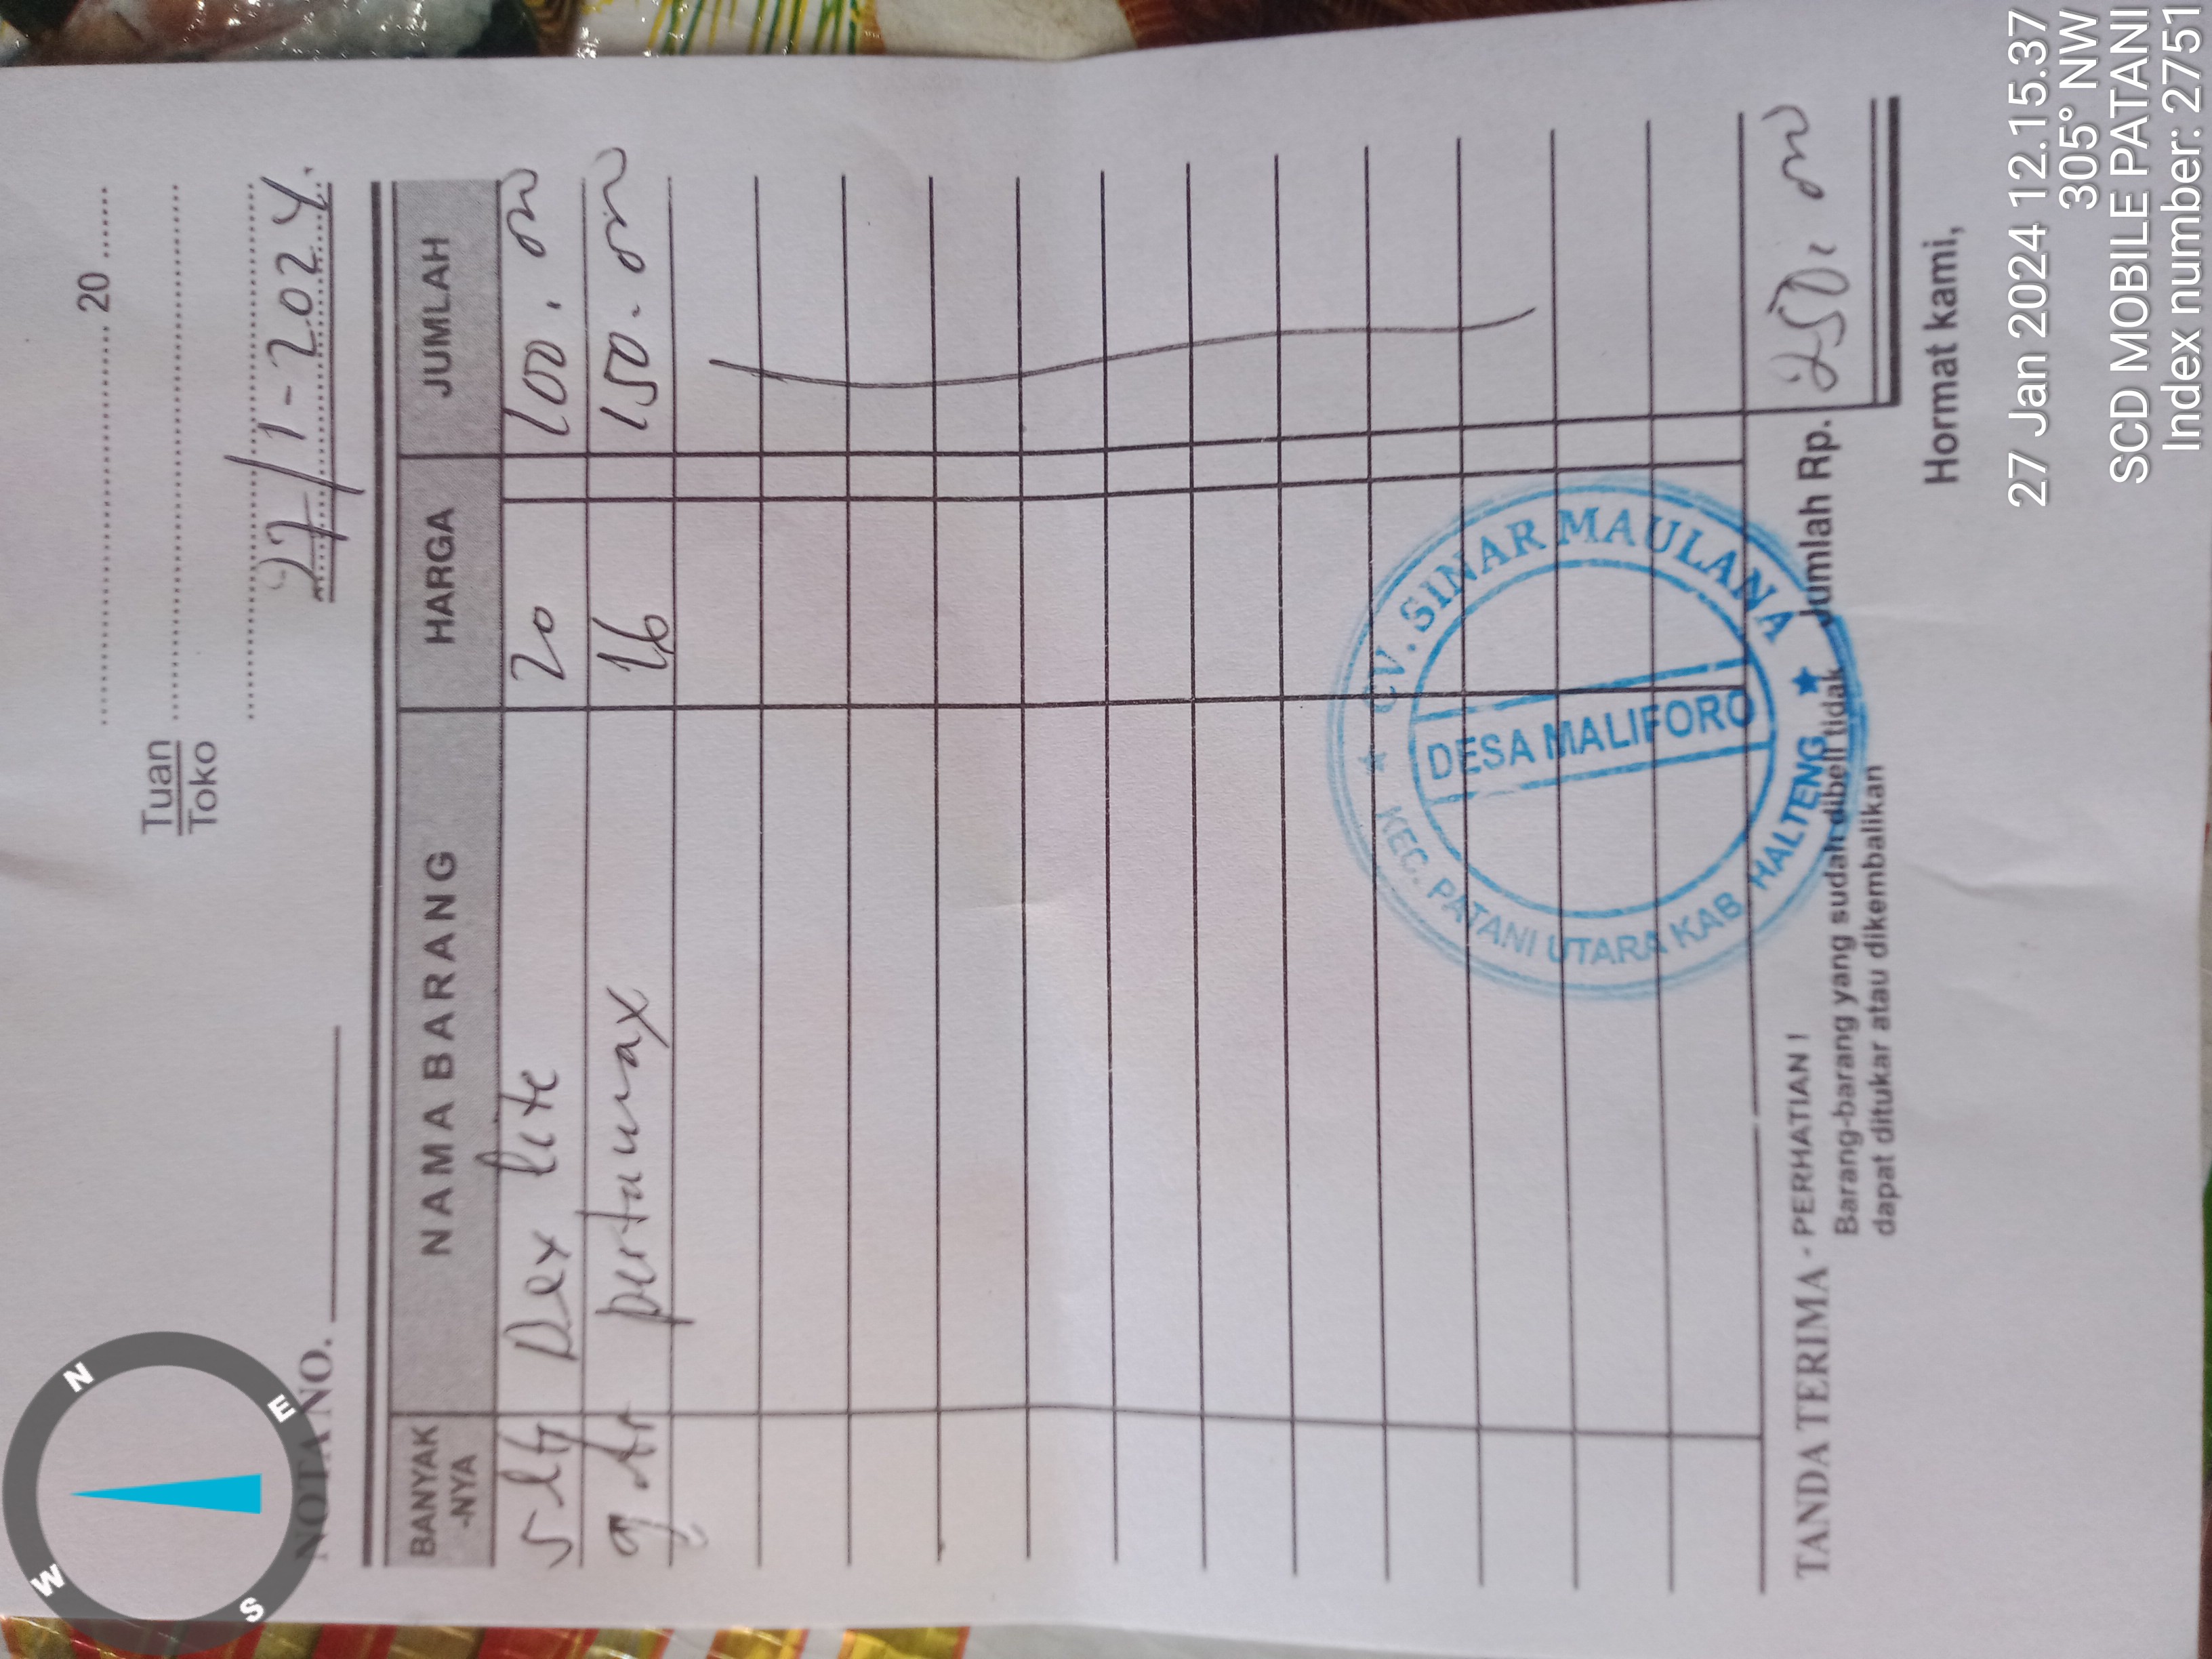 20
Tuan
Toko
27/1-2024.
NOTA NO.
BANYAK -NYA NAMA BARANG HARGA JUMLAH
5 ltr Dex lite 20 100.000
9 ltr pertamax 16 150.000
Jumlah Rp. 250.000
TANDA TERIMA - PERHATIAN !
Barang-barang yang sudah dibeli tidak
dapat ditukar atau dikembalikan
Hormat kami,
CV. SINAR MAULANA
DESA MALIFORO
KEC. PATANI UTARA KAB. HALTENG
27 Jan 2024 12.15.37
305° NW
SCD MOBILE PATANI
Index number: 2751
N
E
S
W